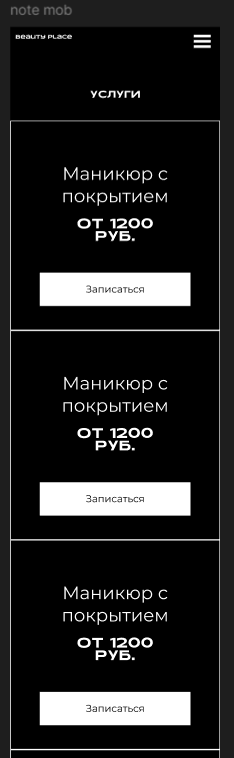 note mob
BEAUTY PLACE
УСЛУГИ
Маникюр с
покрытием
ОТ 1200
РУБ.
Записаться
Маникюр с
покрытием
ОТ 1200
РУБ.
Записаться
Маникюр с
покрытием
ОТ 1200
РУБ.
Записаться